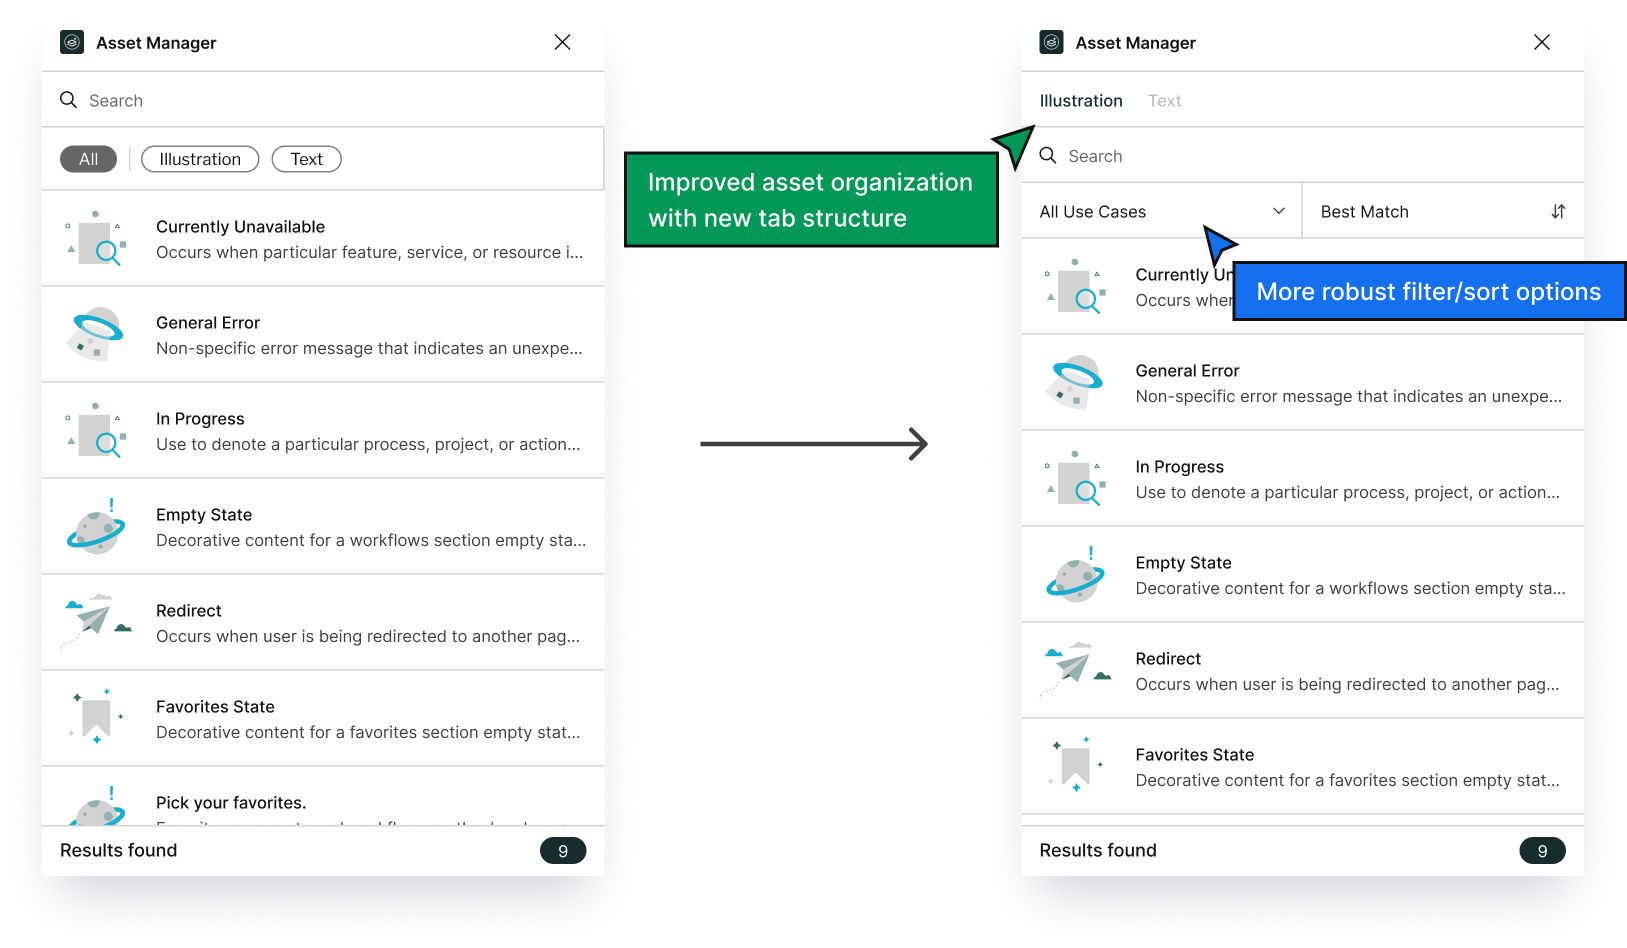 Asset Manager
Search
All
Illustration
Text
Currently Unavailable
Occurs when particular feature, service, or resource i...
General Error
Non-specific error message that indicates an unexpe...
In Progress
Use to denote a particular process, project, or action...
Empty State
Decorative content for a workflows section empty sta...
Redirect
Occurs when user is being redirected to another pag...
Favorites State
Decorative content for a favorites section empty stat...
Pick your favorites.
Results found
9
Improved asset organization
with new tab structure
Asset Manager
Illustration
Text
Search
All Use Cases
Best Match
More robust filter/sort options
Currently Un
Occurs wher
General Error
Non-specific error message that indicates an unexpe...
In Progress
Use to denote a particular process, project, or action...
Empty State
Decorative content for a workflows section empty sta...
Redirect
Occurs when user is being redirected to another pag...
Favorites State
Decorative content for a favorites section empty stat...
Results found
9